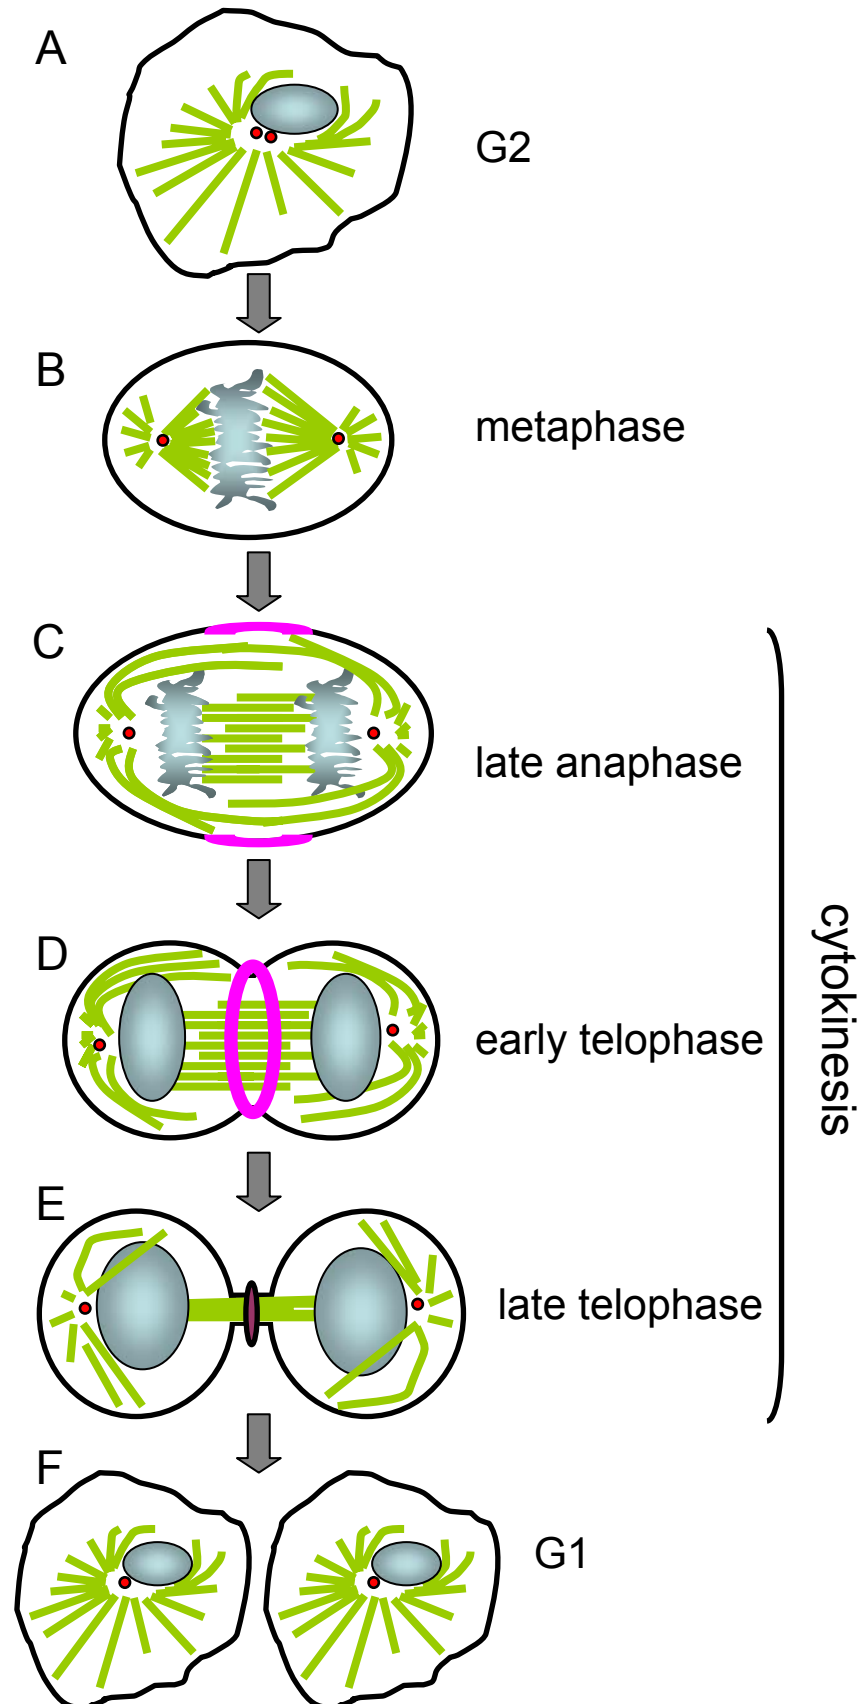 A
G2
B
metaphase
C
late anaphase
D
early telophase
cytokinesis
E
late telophase
F
G1